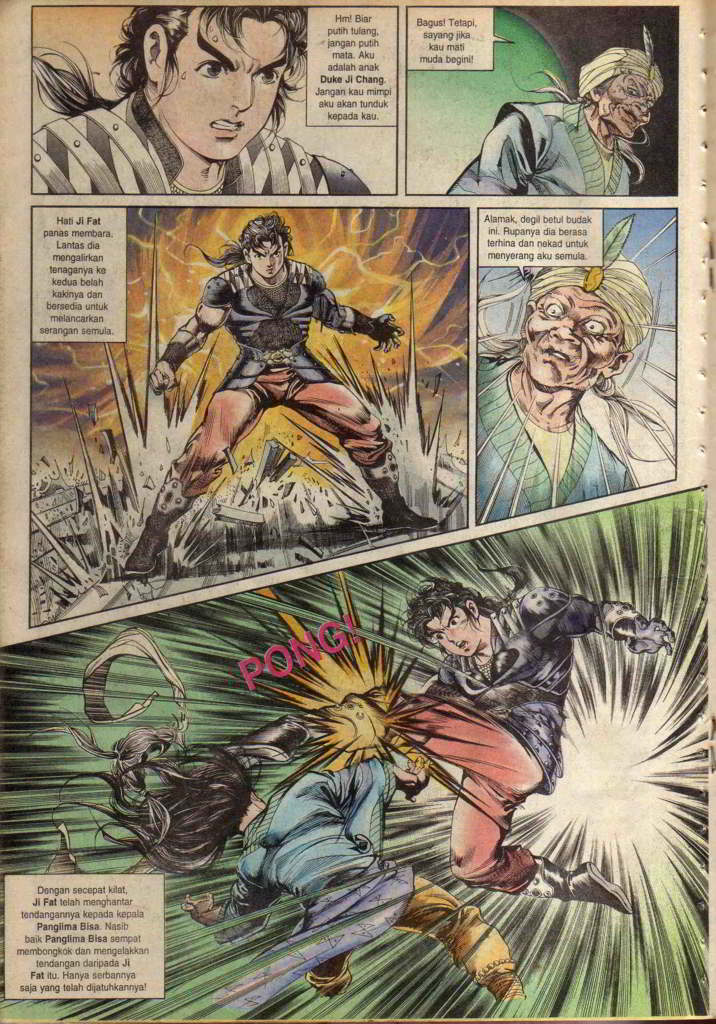 Hm! Biar
putih tulang,
jangan putih
mata. Aku
adalah anak
Duke Ji Chang.
Jangan kau mimpi
aku akan tunduk
kepada kau.
Bagus! Tetapi,
sayang jika
kau mati
muda begini!
Hati Ji Fat
panas membara.
Lantas dia
mengalirkan
tenaganya ke
kedua belah
kakinya dan
bersedia untuk
melancarkan
serangan semula.
Alamak, degil betul budak
ini. Rupanya dia berasa
terhina dan nekad untuk
menyerang aku semula.
PONG!
Dengan secepat kilat,
Ji Fat telah menghantar
tendangannya kepada kepala
Panglima Bisa. Nasib
baik Panglima Bisa sempat
membongkok dan mengelakkan
tendangan daripada Ji
Fat itu. Hanya serbannya
saja yang telah dijatuhkannya!